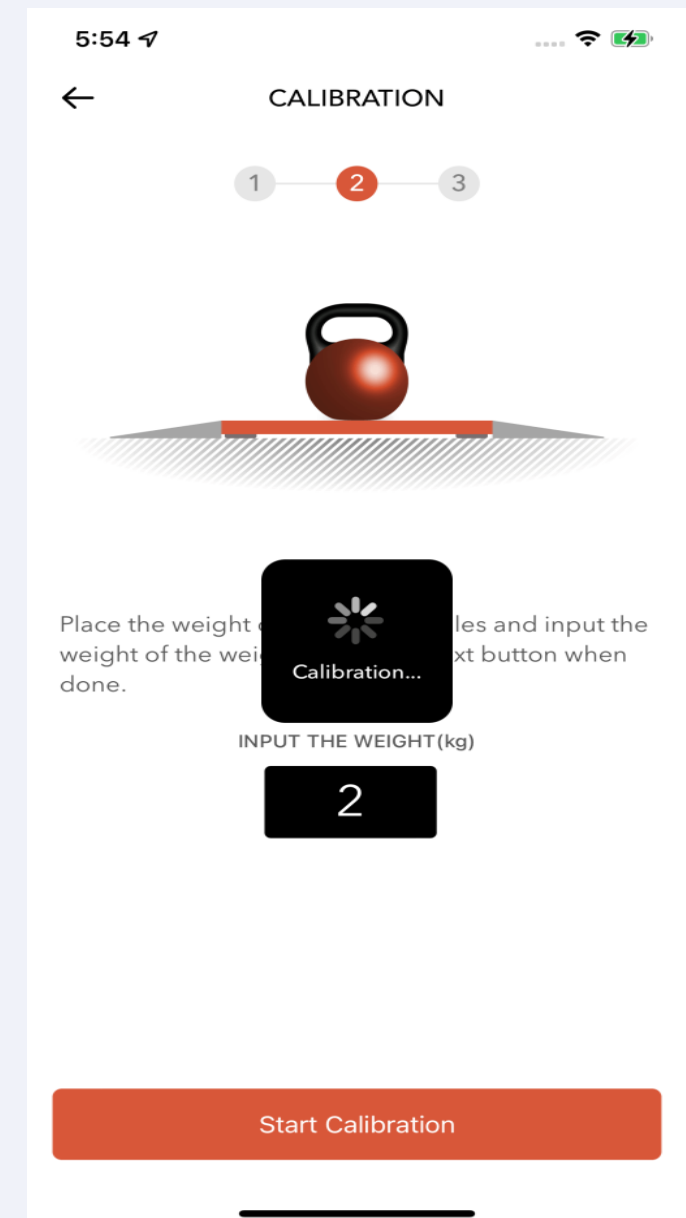 5:54
CALIBRATION
1 2 3
Place the weight les and input the
weight of the xt button when
done.
Calibration...
INPUT THE WEIGHT(kg)
2
Start Calibration